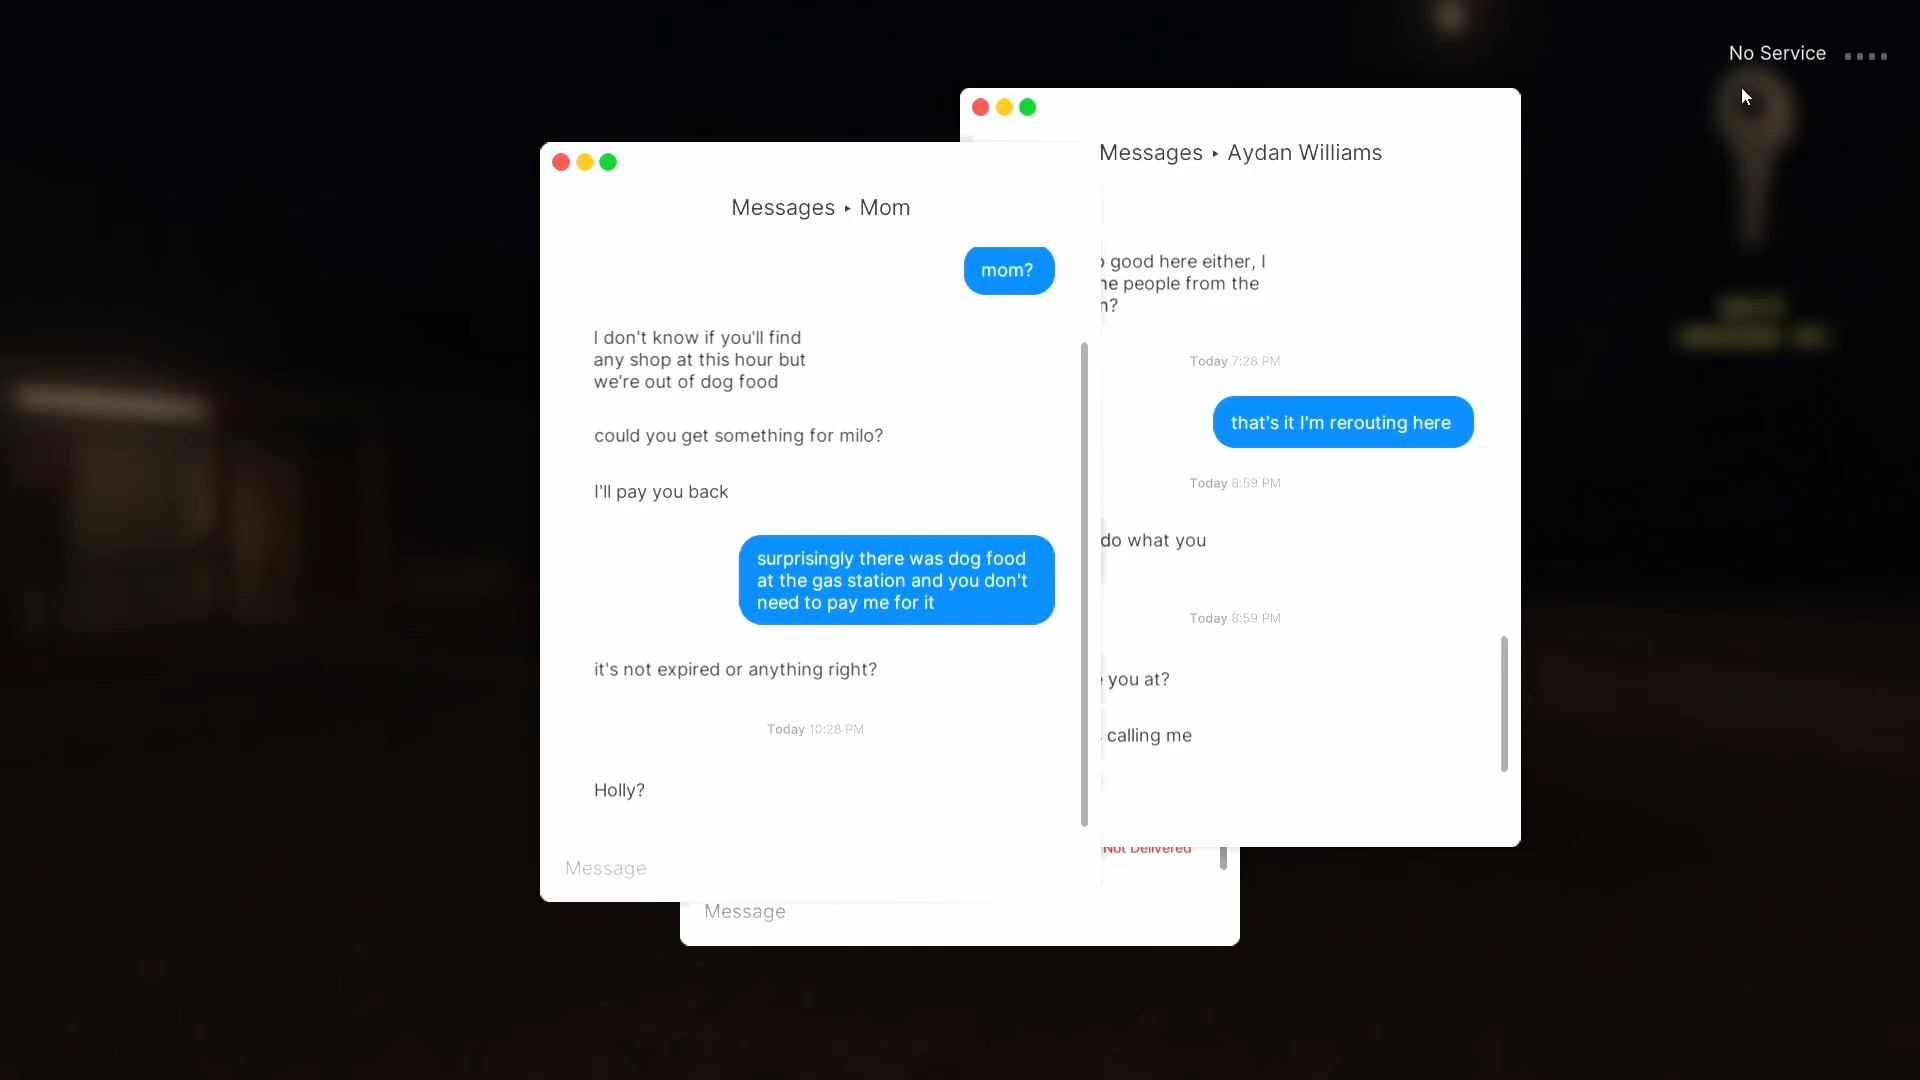 No Service
Messages ▸ Aydan Williams
good here either, I
people from the
Today 7:28 PM
that's it I'm rerouting here
Today 8:59 PM
do what you
Today 8:59 PM
you at?
calling me
Messages ▸ Mom
mom?
I don't know if you'll find
any shop at this hour but
we're out of dog food
could you get something for milo?
I'll pay you back
surprisingly there was dog food
at the gas station and you don't
need to pay me for it
it's not expired or anything right?
Today 10:28 PM
Holly?
Message
Not Delivered
Message